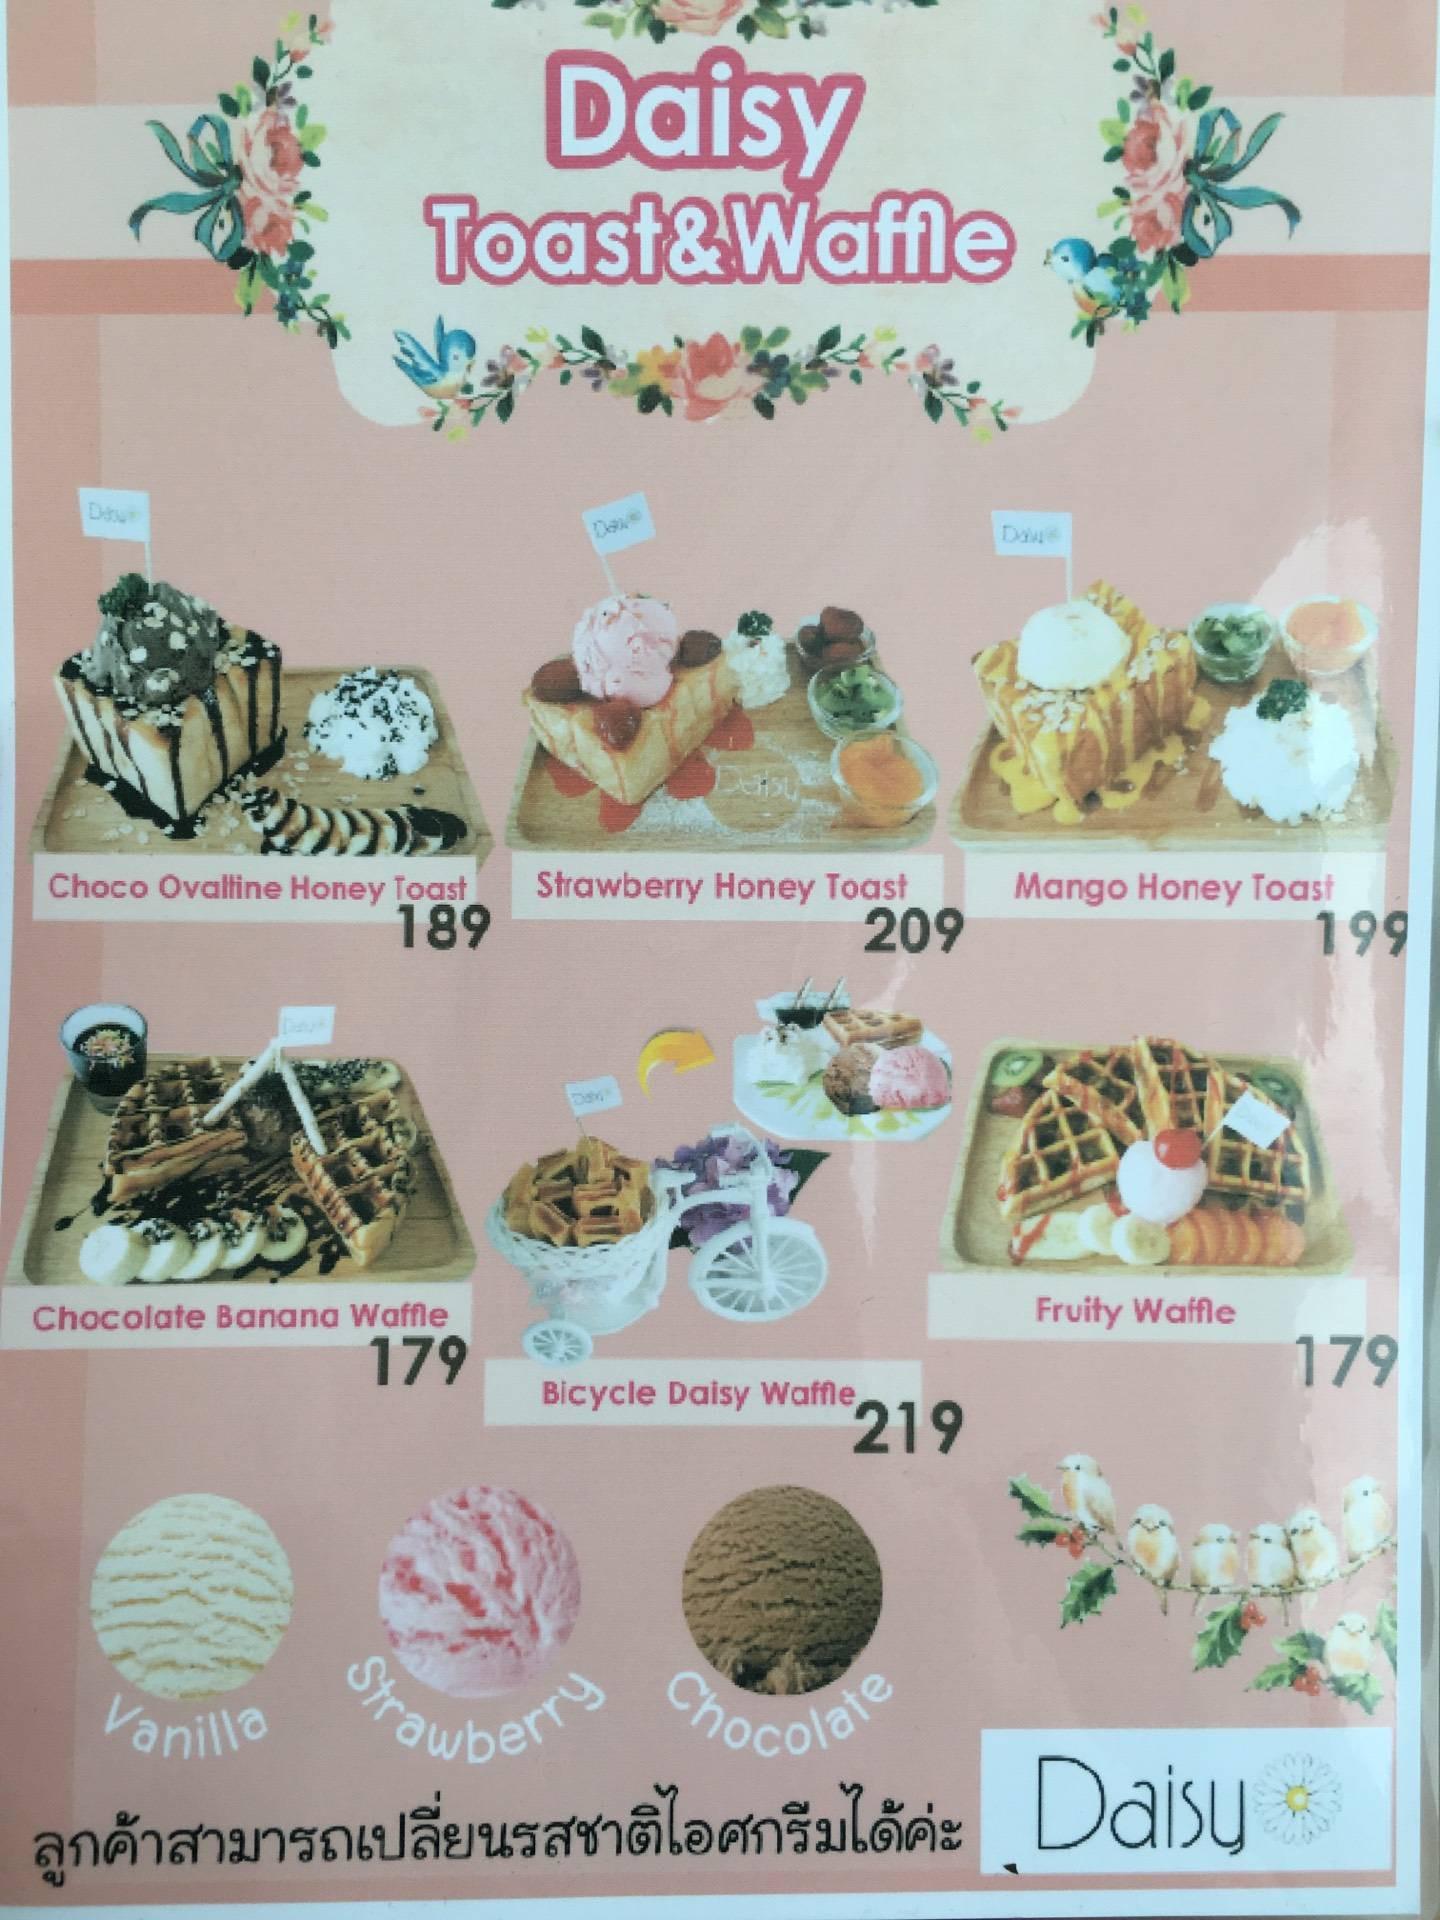 Daisy
Toast&Waffle
Daisy
Daisy
Daisy
Daisy
Choco Ovaltine Honey Toast
189
Strawberry Honey Toast
209
Mango Honey Toast
199
Daisy
Daisy
Daisy
Chocolate Banana Waffle
179
Bicycle Daisy Waffle
219
Fruity Waffle
179
Vanilla
Strawberry
Chocolate
ลูกค้าสามารถเปลี่ยนรสชาติไอศกรีมได้ค่ะ
Daisy